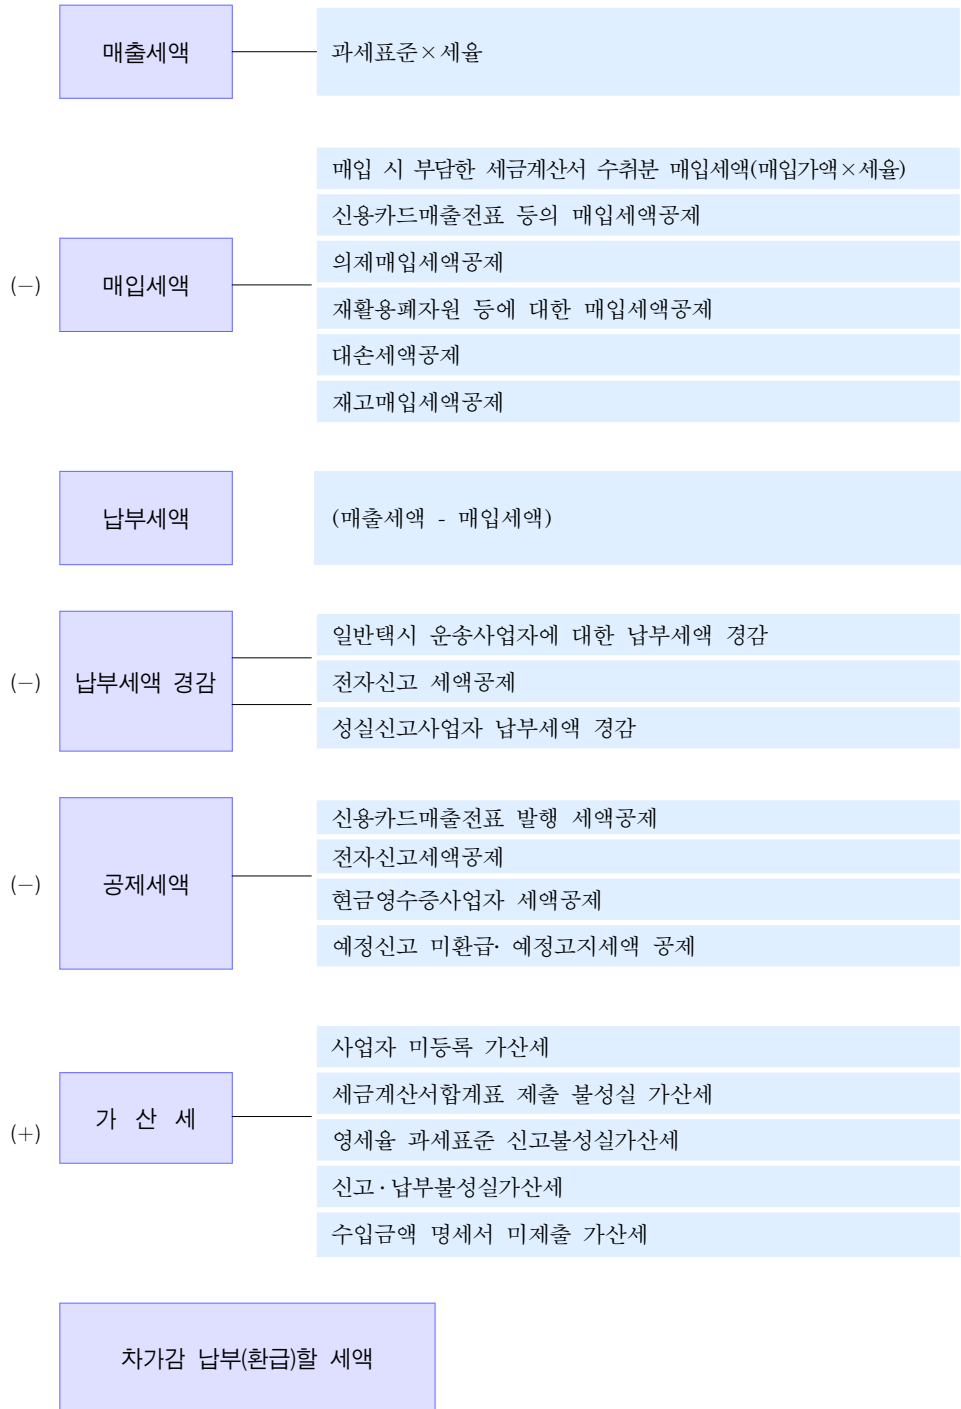 매출세액
과세표준×세율
매입 시 부담한 세금계산서 수취분 매입세액(매입가액×세율)
신용카드매출전표 등의 매입세액공제
(−) 매입세액
의제매입세액공제
재활용폐자원 등에 대한 매입세액공제
대손세액공제
재고매입세액공제
납부세액
(매출세액 - 매입세액)
(−) 납부세액 경감
일반택시 운송사업자에 대한 납부세액 경감
전자신고 세액공제
성실신고사업자 납부세액 경감
(−) 공제세액
신용카드매출전표 발행 세액공제
전자신고세액공제
현금영수증사업자 세액공제
예정신고 미환급· 예정고지세액 공제
(+) 가 산 세
사업자 미등록 가산세
세금계산서합계표 제출 불성실 가산세
영세율 과세표준 신고불성실가산세
신고·납부불성실가산세
수입금액 명세서 미제출 가산세
차가감 납부(환급)할 세액